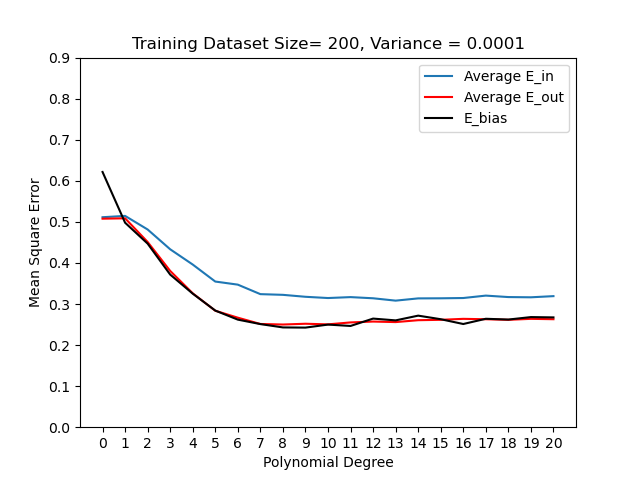 Training Dataset Size= 200, Variance = 0.0001
Mean Square Error
0.9
0.8
0.7
0.6
0.5
0.4
0.3
0.2
0.1
0.0
Average E_in
Average E_out
E_bias
0 1 2 3 4 5 6 7 8 9 10 11 12 13 14 15 16 17 18 19 20
Polynomial Degree